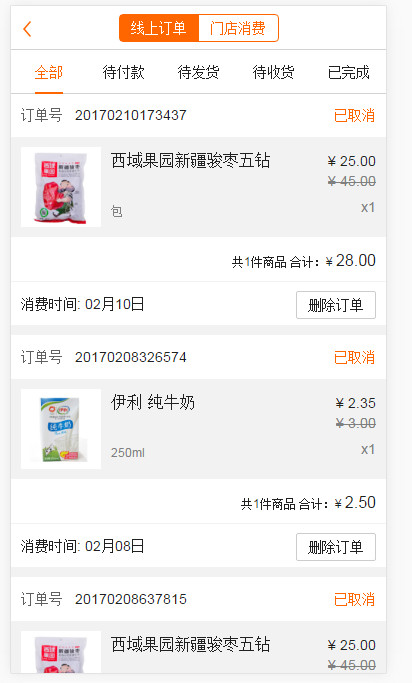 线上订单 门店消费
全部 待付款 待发货 待收货 已完成
订单号 20170210173437 已取消
西域果园新疆骏枣五钻 ¥ 25.00
¥ 45.00
包 x1
共1件商品 合计：¥ 28.00
消费时间: 02月10日 删除订单
订单号 20170208326574 已取消
伊利 纯牛奶 ¥ 2.35
纯牛奶 ¥ 3.00
250ml x1
共1件商品 合计：¥ 2.50
消费时间: 02月08日 删除订单
订单号 20170208637815 已取消
西域果园新疆骏枣五钻 ¥ 25.00
¥ 45.00